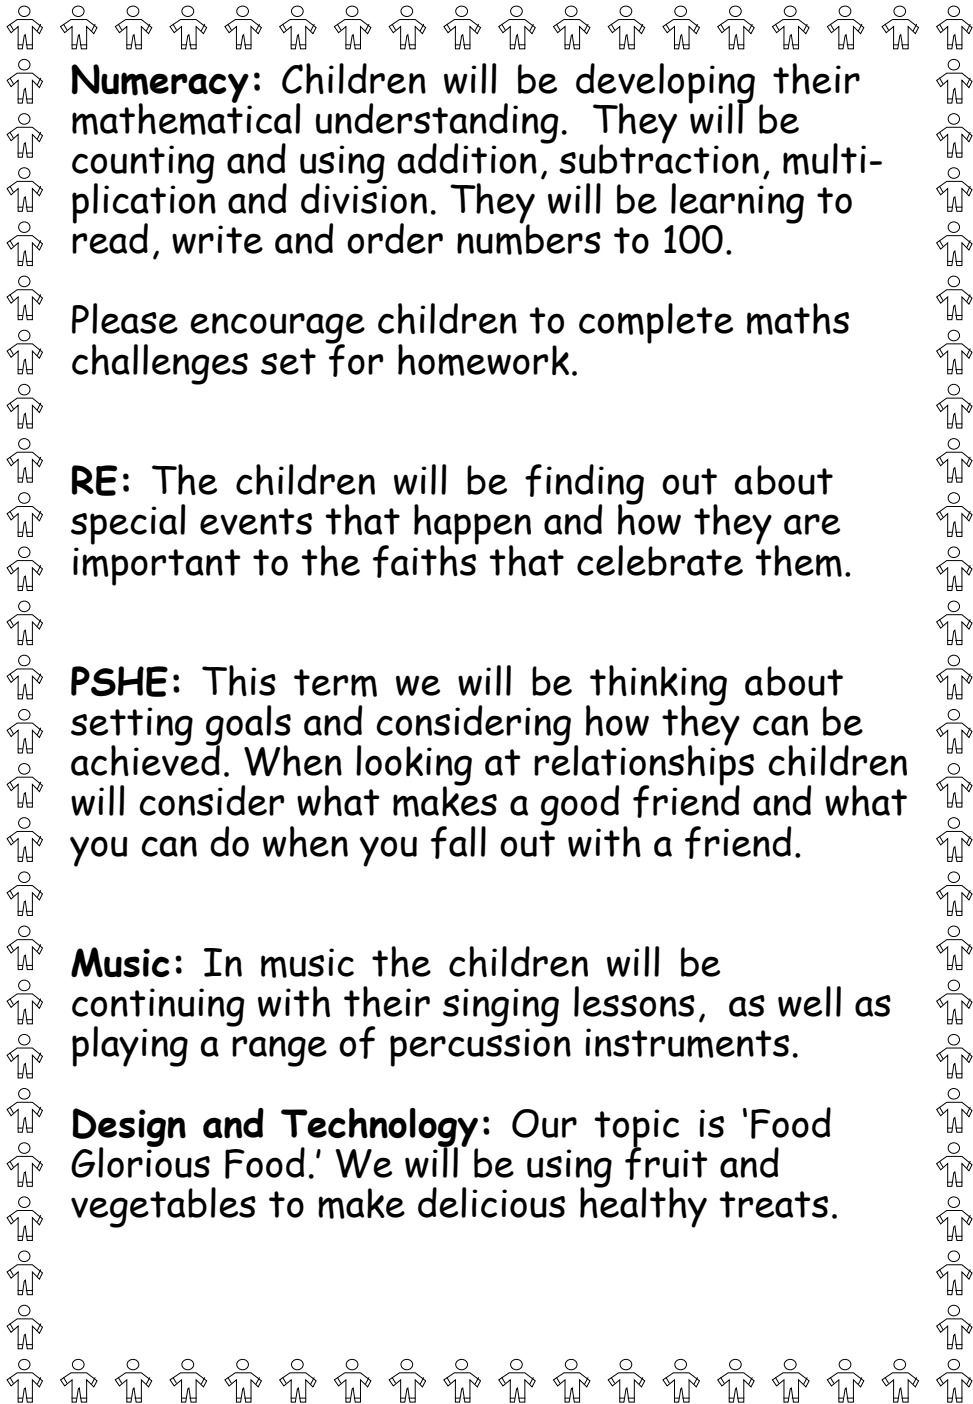 Numeracy: Children will be developing their
mathematical understanding.  They will be
counting and using addition, subtraction, multi-
plication and division. They will be learning to
read, write and order numbers to 100.
Please encourage children to complete maths
challenges set for homework.
RE: The children will be finding out about
special events that happen and how they are
important to the faiths that celebrate them.
PSHE: This term we will be thinking about
setting goals and considering how they can be
achieved. When looking at relationships children
will consider what makes a good friend and what
you can do when you fall out with a friend.
Music: In music the children will be
continuing with their singing lessons,  as well as
playing a range of percussion instruments.
Design and Technology: Our topic is ‘Food
Glorious Food.’ We will be using fruit and
vegetables to make delicious healthy treats.